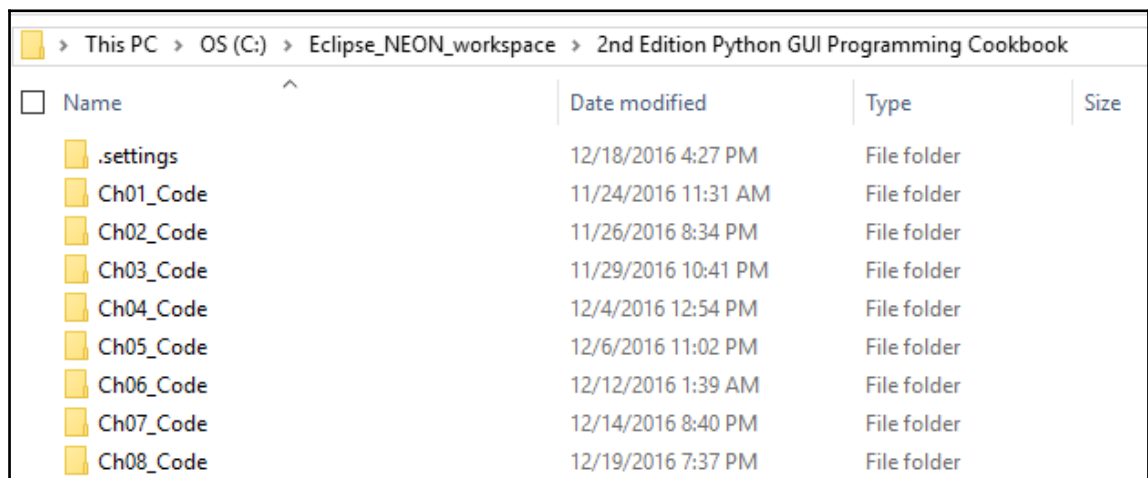 This PC > OS (C:) > Eclipse_NEON_workspace > 2nd Edition Python GUI Programming Cookbook
Name Date modified Type Size
.settings 12/18/2016 4:27 PM File folder
Ch01_Code 11/24/2016 11:31 AM File folder
Ch02_Code 11/26/2016 8:34 PM File folder
Ch03_Code 11/29/2016 10:41 PM File folder
Ch04_Code 12/4/2016 12:54 PM File folder
Ch05_Code 12/6/2016 11:02 PM File folder
Ch06_Code 12/12/2016 1:39 AM File folder
Ch07_Code 12/14/2016 8:40 PM File folder
Ch08_Code 12/19/2016 7:37 PM File folder